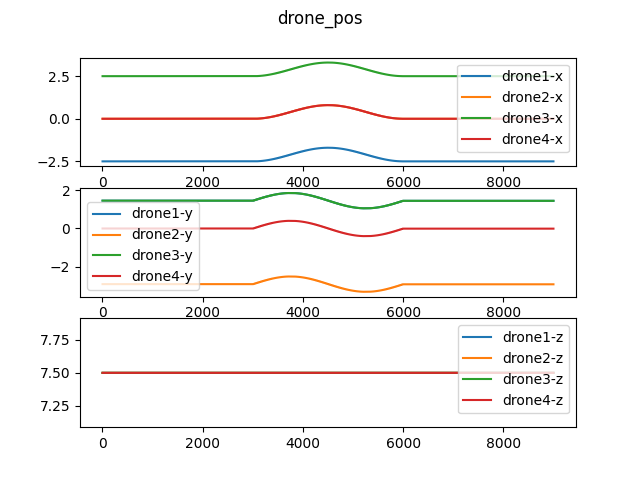 drone_pos
2.5
0.0
−2.5
drone1-x
drone2-x
drone3-x
drone4-x
0 2000 4000 6000 8000
2
0
−2
drone1-y
drone2-y
drone3-y
drone4-y
0 2000 4000 6000 8000
7.75
7.50
7.25
drone1-z
drone2-z
drone3-z
drone4-z
0 2000 4000 6000 8000